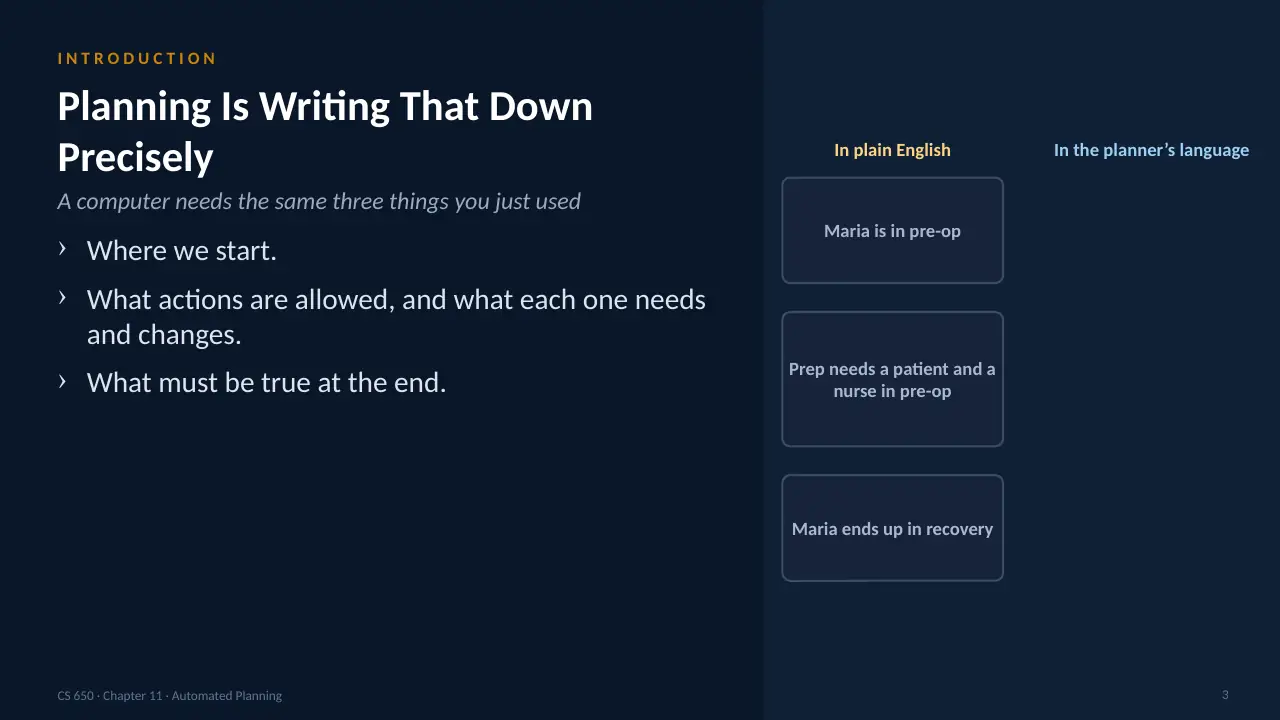 INTRODUCTION
Planning Is Writing That Down
Precisely
A computer needs the same three things you just used
› Where we start.
› What actions are allowed, and what each one needs
and changes.
› What must be true at the end.
In plain English
In the planner’s language
Maria is in pre-op
Prep needs a patient and a
nurse in pre-op
Maria ends up in recovery
CS 650 · Chapter 11 · Automated Planning
3